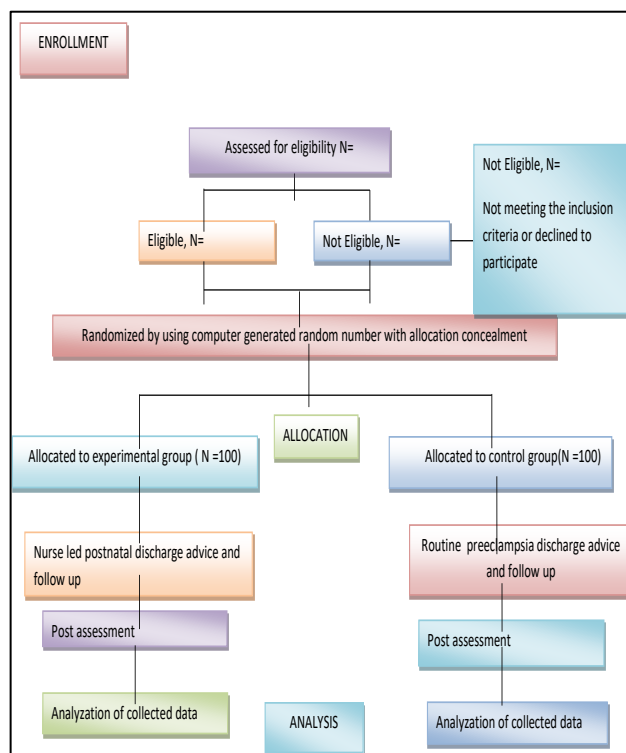 ENROLLMENT
Assessed for eligibility N=
Not Eligible, N=
Not meeting the inclusion
criteria or declined to
participate
Eligible, N=
Not Eligible, N=
Randomized by using computer generated random number with allocation concealment
ALLOCATION
Allocated to experimental group ( N =100)
Allocated to control group(N =100)
Nurse led postnatal discharge advice and
follow up
Routine preeclampsia discharge advice
and follow up
Post assessment
Post assessment
Analyzation of collected data
ANALYSIS
Analyzation of collected data